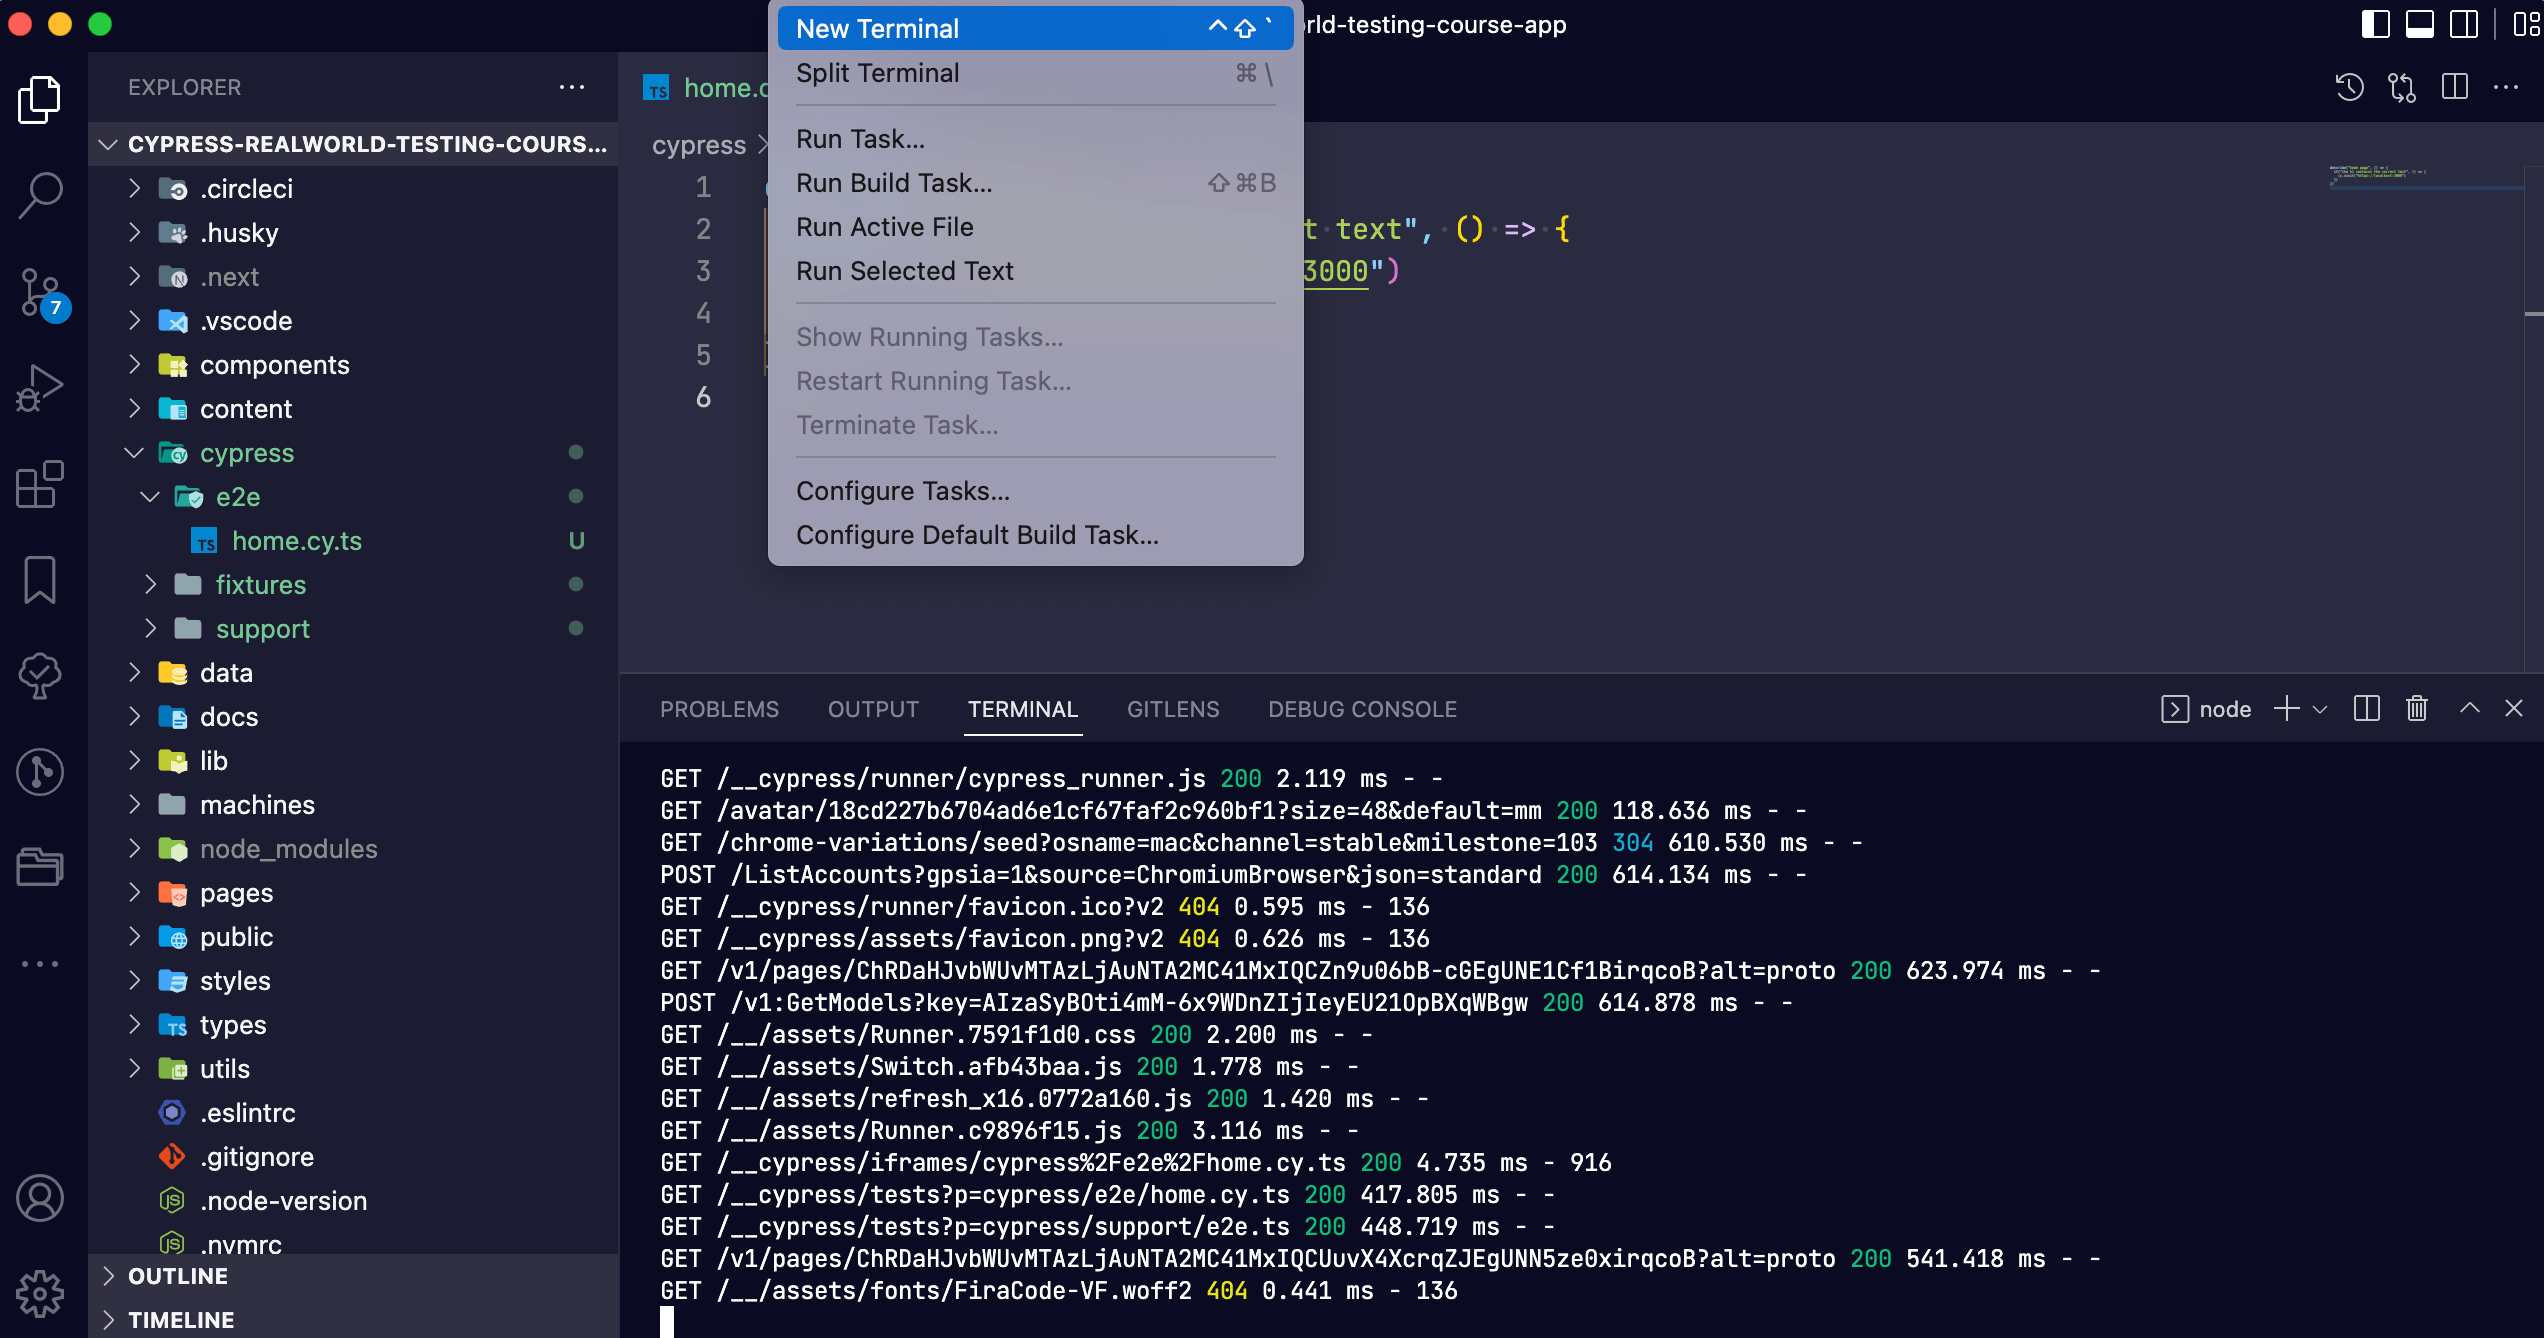 New Terminal ^⇧`
rld-testing-course-app
Split Terminal ⌘\
Run Task...
Run Build Task... ⇧⌘B
Run Active File
Run Selected Text
Show Running Tasks...
Restart Running Task...
Terminate Task...
Configure Tasks...
Configure Default Build Task...
EXPLORER
CYPRESS-REALWORLD-TESTING-COURS...
.circleci
.husky
.next
.vscode
components
content
cypress
e2e
TS home.cy.ts U
fixtures
support
data
docs
lib
machines
node_modules
pages
public
styles
types
utils
.eslintrc
.gitignore
.node-version
.nvmrc
OUTLINE
TIMELINE
7
TS home.c
cypress >
1
2 t text", () => {
3 3000")
4
5
6
PROBLEMS OUTPUT TERMINAL GITLENS DEBUG CONSOLE
node
GET /__cypress/runner/cypress_runner.js 200 2.119 ms - -
GET /avatar/18cd227b6704ad6e1cf67faf2c960bf1?size=48&default=mm 200 118.636 ms - -
GET /chrome-variations/seed?osname=mac&channel=stable&milestone=103 304 610.530 ms - -
POST /ListAccounts?gpsia=1&source=ChromiumBrowser&json=standard 200 614.134 ms - -
GET /__cypress/runner/favicon.ico?v2 404 0.595 ms - 136
GET /__cypress/assets/favicon.png?v2 404 0.626 ms - 136
GET /v1/pages/ChRDaHJvbWUvMTAzLjAuNTA2MC41MxIQCZn9u06bB-cGEgUNE1Cf1BirqcoB?alt=proto 200 623.974 ms - -
POST /v1:GetModels?key=AIzaSyBOti4mM-6x9WDnZIjIeyEU21OpBXqWBgw 200 614.878 ms - -
GET /__/assets/Runner.7591f1d0.css 200 2.200 ms - -
GET /__/assets/Switch.afb43baa.js 200 1.778 ms - -
GET /__/assets/refresh_x16.0772a160.js 200 1.420 ms - -
GET /__/assets/Runner.c9896f15.js 200 3.116 ms - -
GET /__cypress/iframes/cypress%2Fe2e%2Fhome.cy.ts 200 4.735 ms - 916
GET /__cypress/tests?p=cypress/e2e/home.cy.ts 200 417.805 ms - -
GET /__cypress/tests?p=cypress/support/e2e.ts 200 448.719 ms - -
GET /v1/pages/ChRDaHJvbWUvMTAzLjAuNTA2MC41MxIQCUuvX4XcrqZJEgUNN5ze0xirqcoB?alt=proto 200 541.418 ms - -
GET /__/assets/fonts/FiraCode-VF.woff2 404 0.441 ms - 136